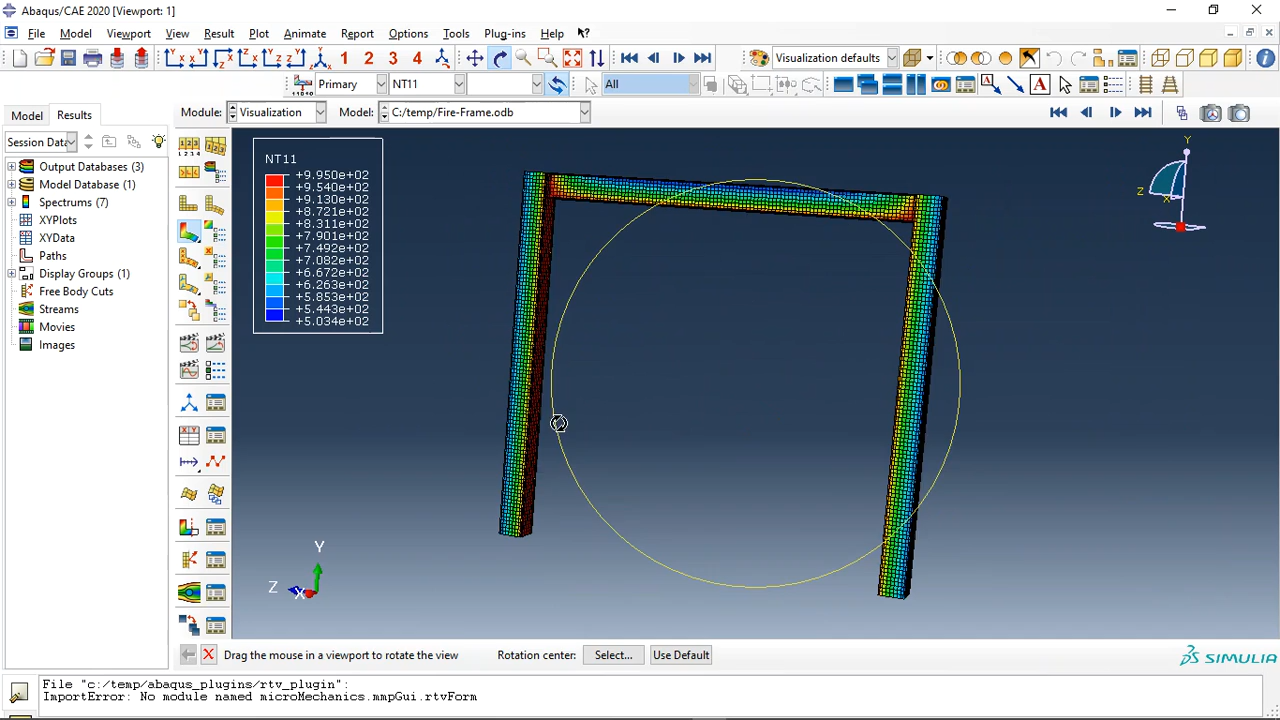 Abaqus/CAE 2020 [Viewport: 1]
File Model Viewport View Result Plot Animate Report Options Tools Plug-ins
1 2 3 4 Visualization defaults
Primary NT11 All
Model Results Module: Visualization Model: C:/temp/Fire-Frame.odb
Session Data
Output Databases (3)
Model Database (1)
Spectrums (7)
XYPlots
XYData
Paths
Display Groups (1)
Free Body Cuts
Streams
Movies
Images
NT11
+9.950e+02
+9.540e+02
+9.130e+02
+8.721e+02
+8.311e+02
+7.901e+02
+7.492e+02
+7.082e+02
+6.672e+02
+6.263e+02
+5.853e+02
+5.443e+02
+5.034e+02
Y
Z
X
Y
Z
X
Drag the mouse in a viewport to rotate the view Rotation center: Select... Use Default
SIMULIA
File "c:/temp/abaqus_plugins/rtv_plugin":
ImportError: No module named microMechanics.mmpGui.rtvForm